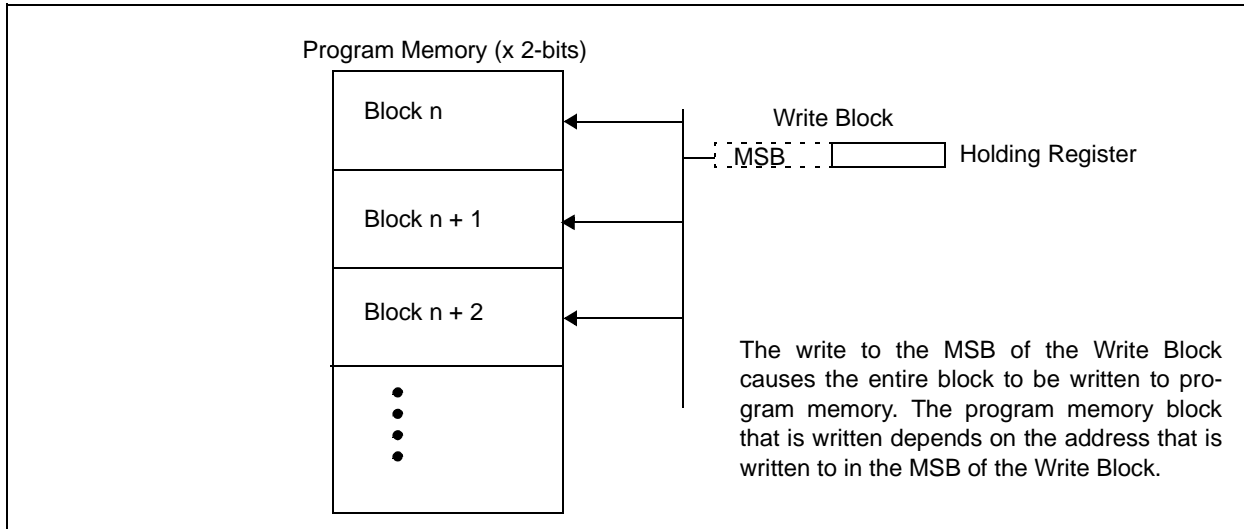 Program Memory (x 2-bits)
Block n
Write Block
MSB
Holding Register
Block n + 1
Block n + 2
The write to the MSB of the Write Block
causes the entire block to be written to pro-
gram memory. The program memory block
that is written depends on the address that is
written to in the MSB of the Write Block.